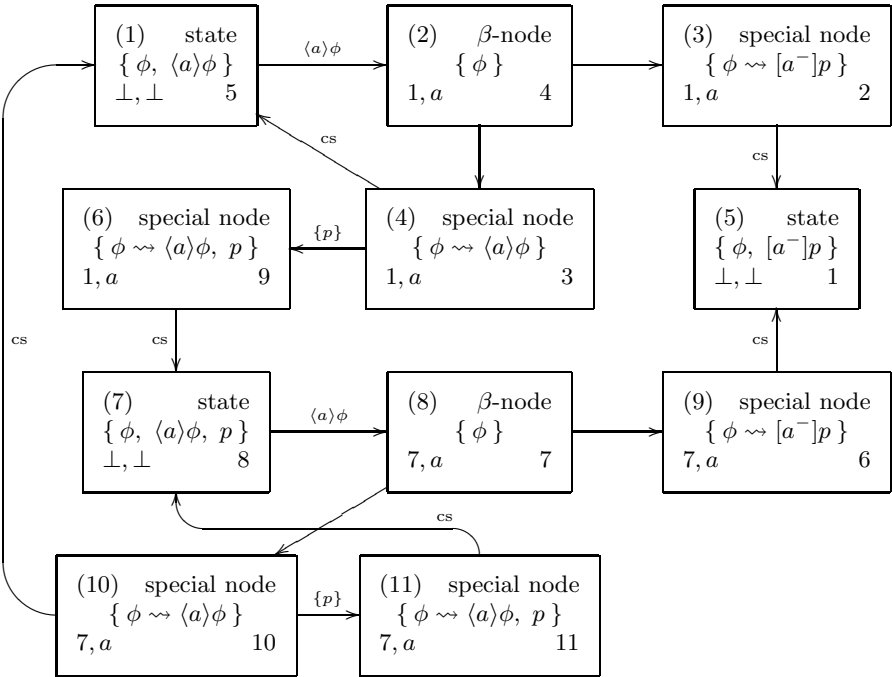 (1) state
{ ϕ, ⟨a⟩ϕ }
⊥, ⊥ 5
⟨a⟩ϕ
(2) β-node
{ ϕ }
1, a 4
(3) special node
{ ϕ ⇝ [a⁻]p }
1, a 2
cs
cs
(6) special node
{ ϕ ⇝ ⟨a⟩ϕ, p }
1, a 9
{p}
(4) special node
{ ϕ ⇝ ⟨a⟩ϕ }
1, a 3
(5) state
{ ϕ, [a⁻]p }
⊥, ⊥ 1
cs
cs
cs
(7) state
{ ϕ, ⟨a⟩ϕ, p }
⊥, ⊥ 8
⟨a⟩ϕ
(8) β-node
{ ϕ }
7, a 7
(9) special node
{ ϕ ⇝ [a⁻]p }
7, a 6
cs
(10) special node
{ ϕ ⇝ ⟨a⟩ϕ }
7, a 10
{p}
(11) special node
{ ϕ ⇝ ⟨a⟩ϕ, p }
7, a 11